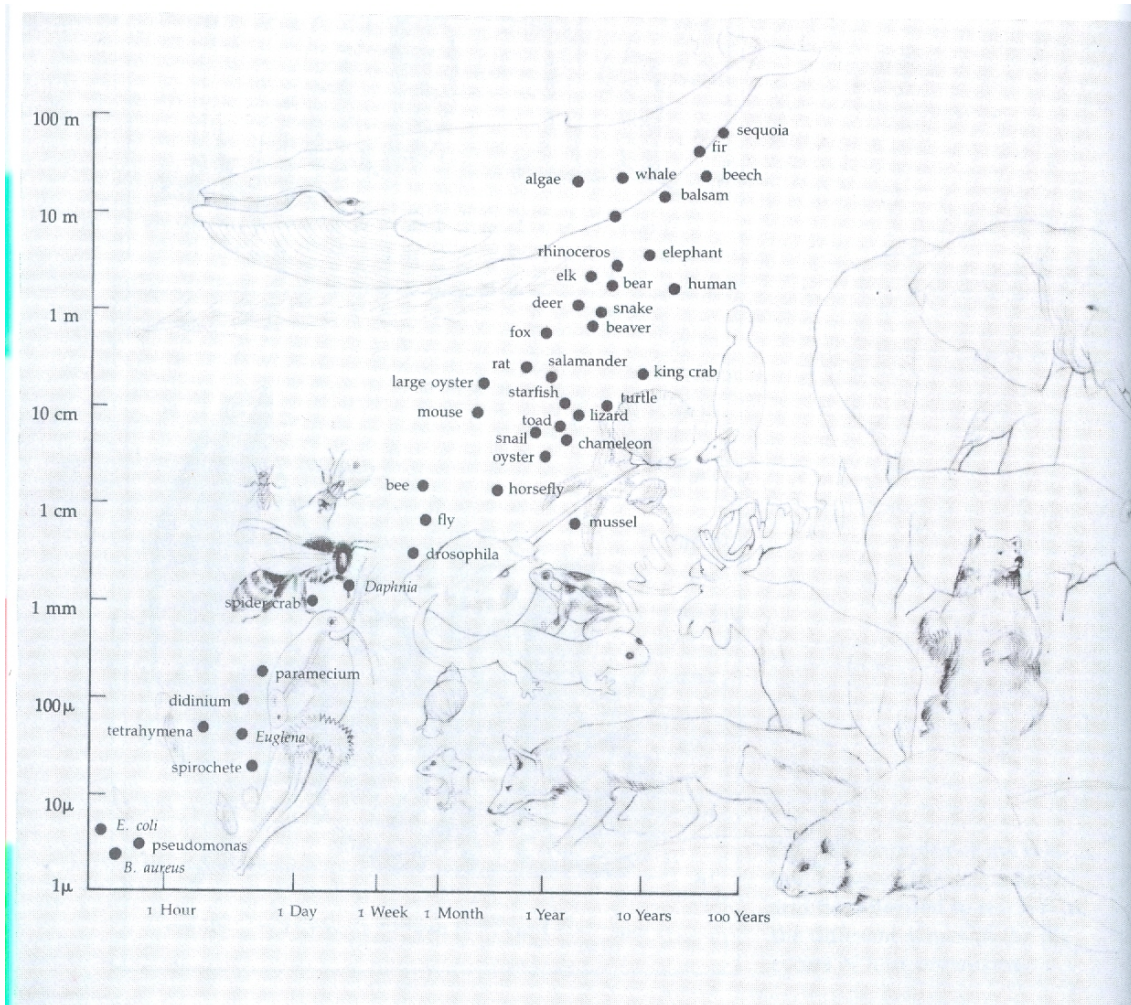 100 m
sequoia
fir
algae
whale
beech
balsam
10 m
rhinoceros
elephant
elk
bear
human
deer
snake
1 m
fox
beaver
rat
salamander
king crab
large oyster
starfish
turtle
10 cm
mouse
lizard
toad
snail
chameleon
oyster
bee
horsefly
1 cm
fly
mussel
drosophila
Daphnia
1 mm
spider crab
paramecium
didinium
100 μ
tetrahymena
Euglena
spirochete
10 μ
E. coli
pseudomonas
B. aureus
1 μ
1 Hour
1 Day
1 Week
1 Month
1 Year
10 Years
100 Years